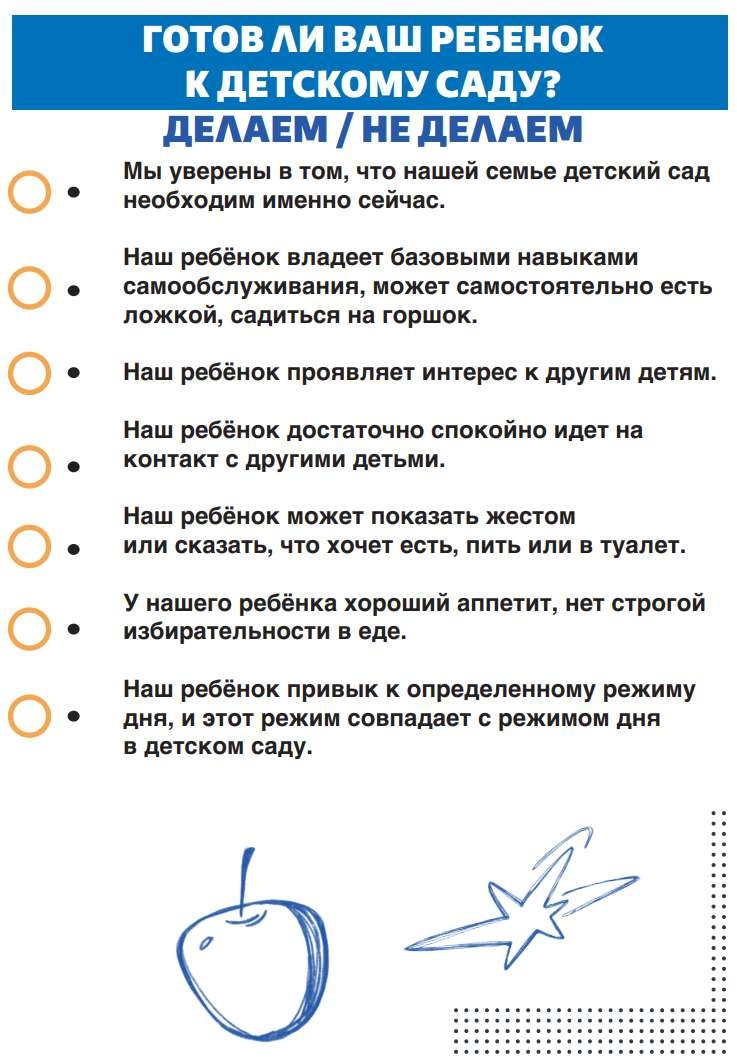 ГОТОВ ЛИ ВАШ РЕБЕНОК
К ДЕТСКОМУ САДУ?
ДЕЛАЕМ / НЕ ДЕЛАЕМ
Мы уверены в том, что нашей семье детский сад
необходим именно сейчас.
Наш ребёнок владеет базовыми навыками
самообслуживания, может самостоятельно есть
ложкой, садиться на горшок.
Наш ребёнок проявляет интерес к другим детям.
Наш ребёнок достаточно спокойно идет на
контакт с другими детьми.
Наш ребёнок может показать жестом
или сказать, что хочет есть, пить или в туалет.
У нашего ребёнка хороший аппетит, нет строгой
избирательности в еде.
Наш ребёнок привык к определенному режиму
дня, и этот режим совпадает с режимом дня
в детском саду.